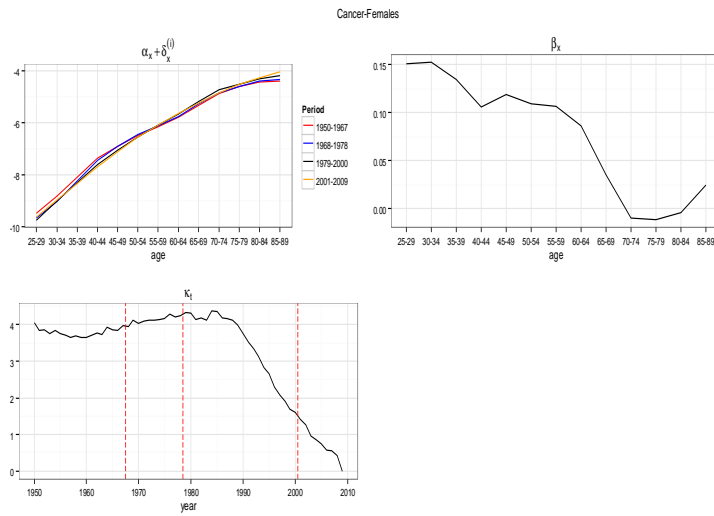 Cancer-Females
αₓ+δₓ⁽ⁱ⁾
-4
-6
-8
-10
25-29 30-34 35-39 40-44 45-49 50-54 55-59 60-64 65-69 70-74 75-79 80-84 85-89
age
Period
1950-1967
1968-1978
1979-2000
2001-2009
βₓ
0.15
0.10
0.05
0.00
25-29 30-34 35-39 40-44 45-49 50-54 55-59 60-64 65-69 70-74 75-79 80-84 85-89
age
κₜ
4
3
2
1
0
1950 1960 1970 1980 1990 2000 2010
year